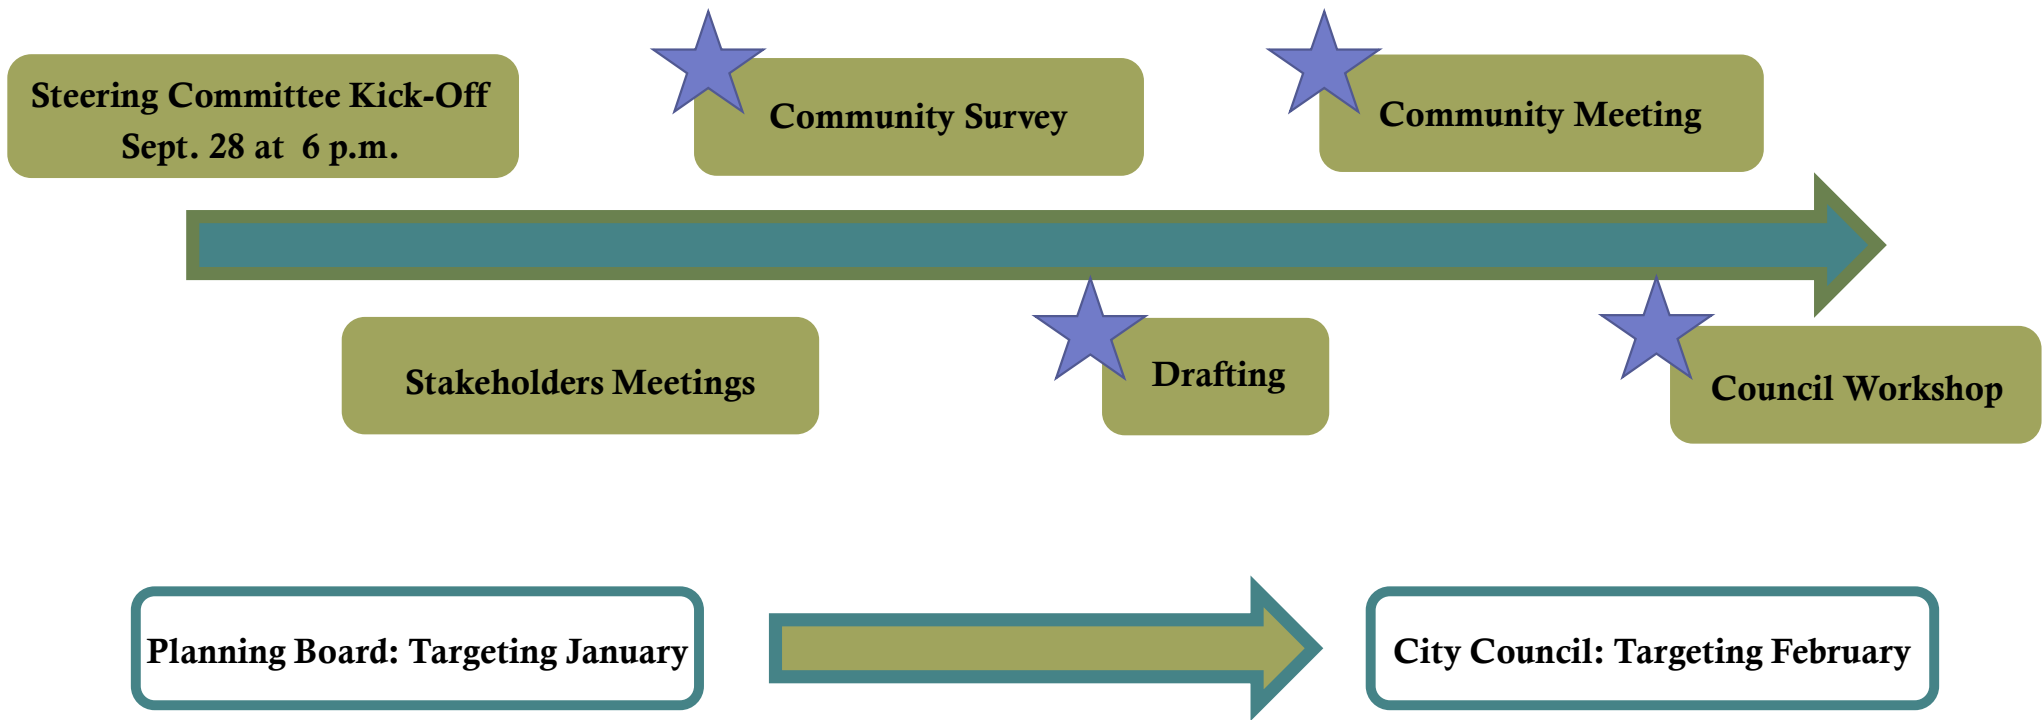 Steering Committee Kick-Off
Sept. 28 at 6 p.m.
Community Survey
Community Meeting
Stakeholders Meetings
Drafting
Council Workshop
Planning Board: Targeting January
City Council: Targeting February